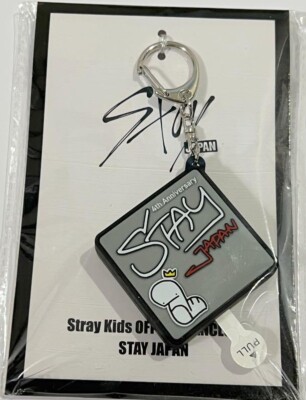 Stay
JAPAN
4th Anniversary
STAY
JAPAN
Stray Kids OFF
STAY JAPAN
PULL